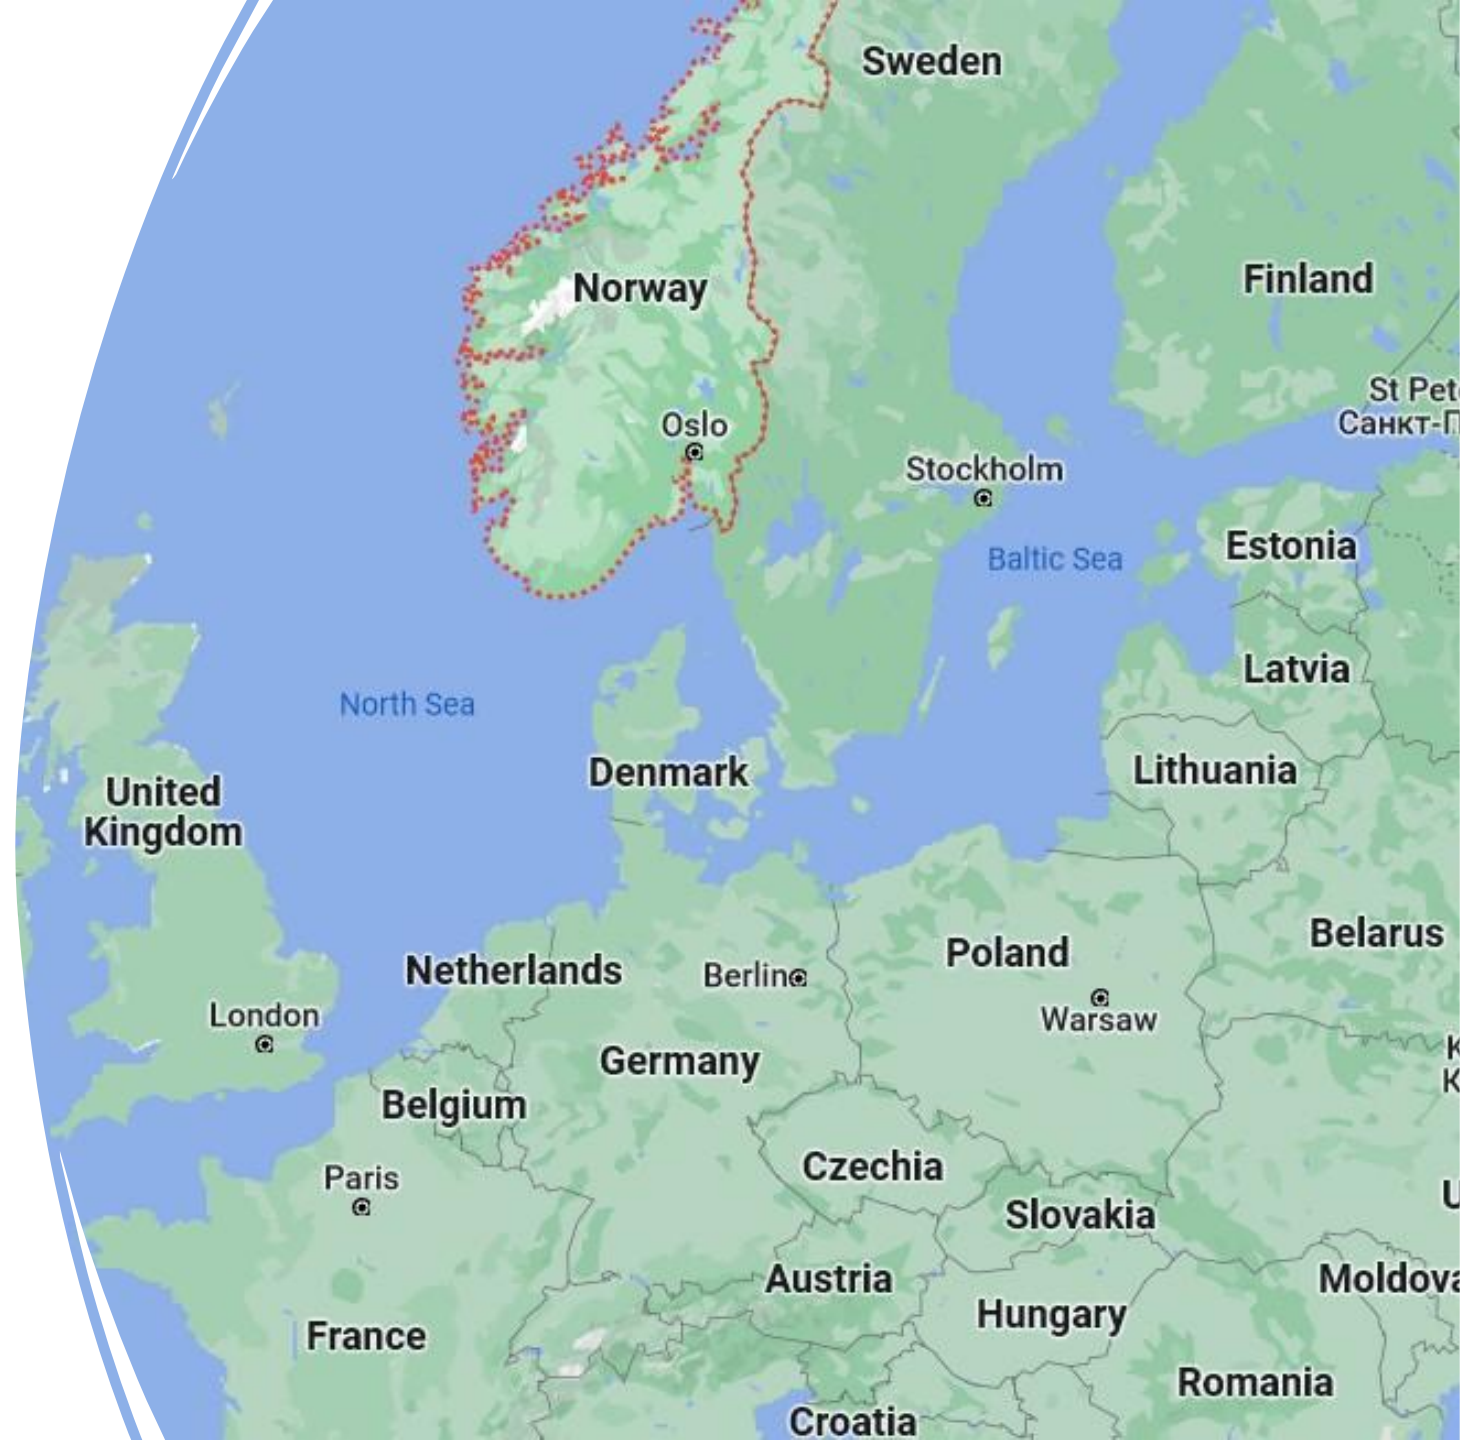 Sweden
Norway
Finland
St Pet
Санкт-П
Oslo
Stockholm
Baltic Sea
Estonia
Latvia
North Sea
Denmark
Lithuania
United
Kingdom
Netherlands
Berlin
Poland
Belarus
Warsaw
London
Germany
K
K
Belgium
Paris
Czechia
Slovakia
U
Austria
Moldova
Hungary
France
Romania
Croatia